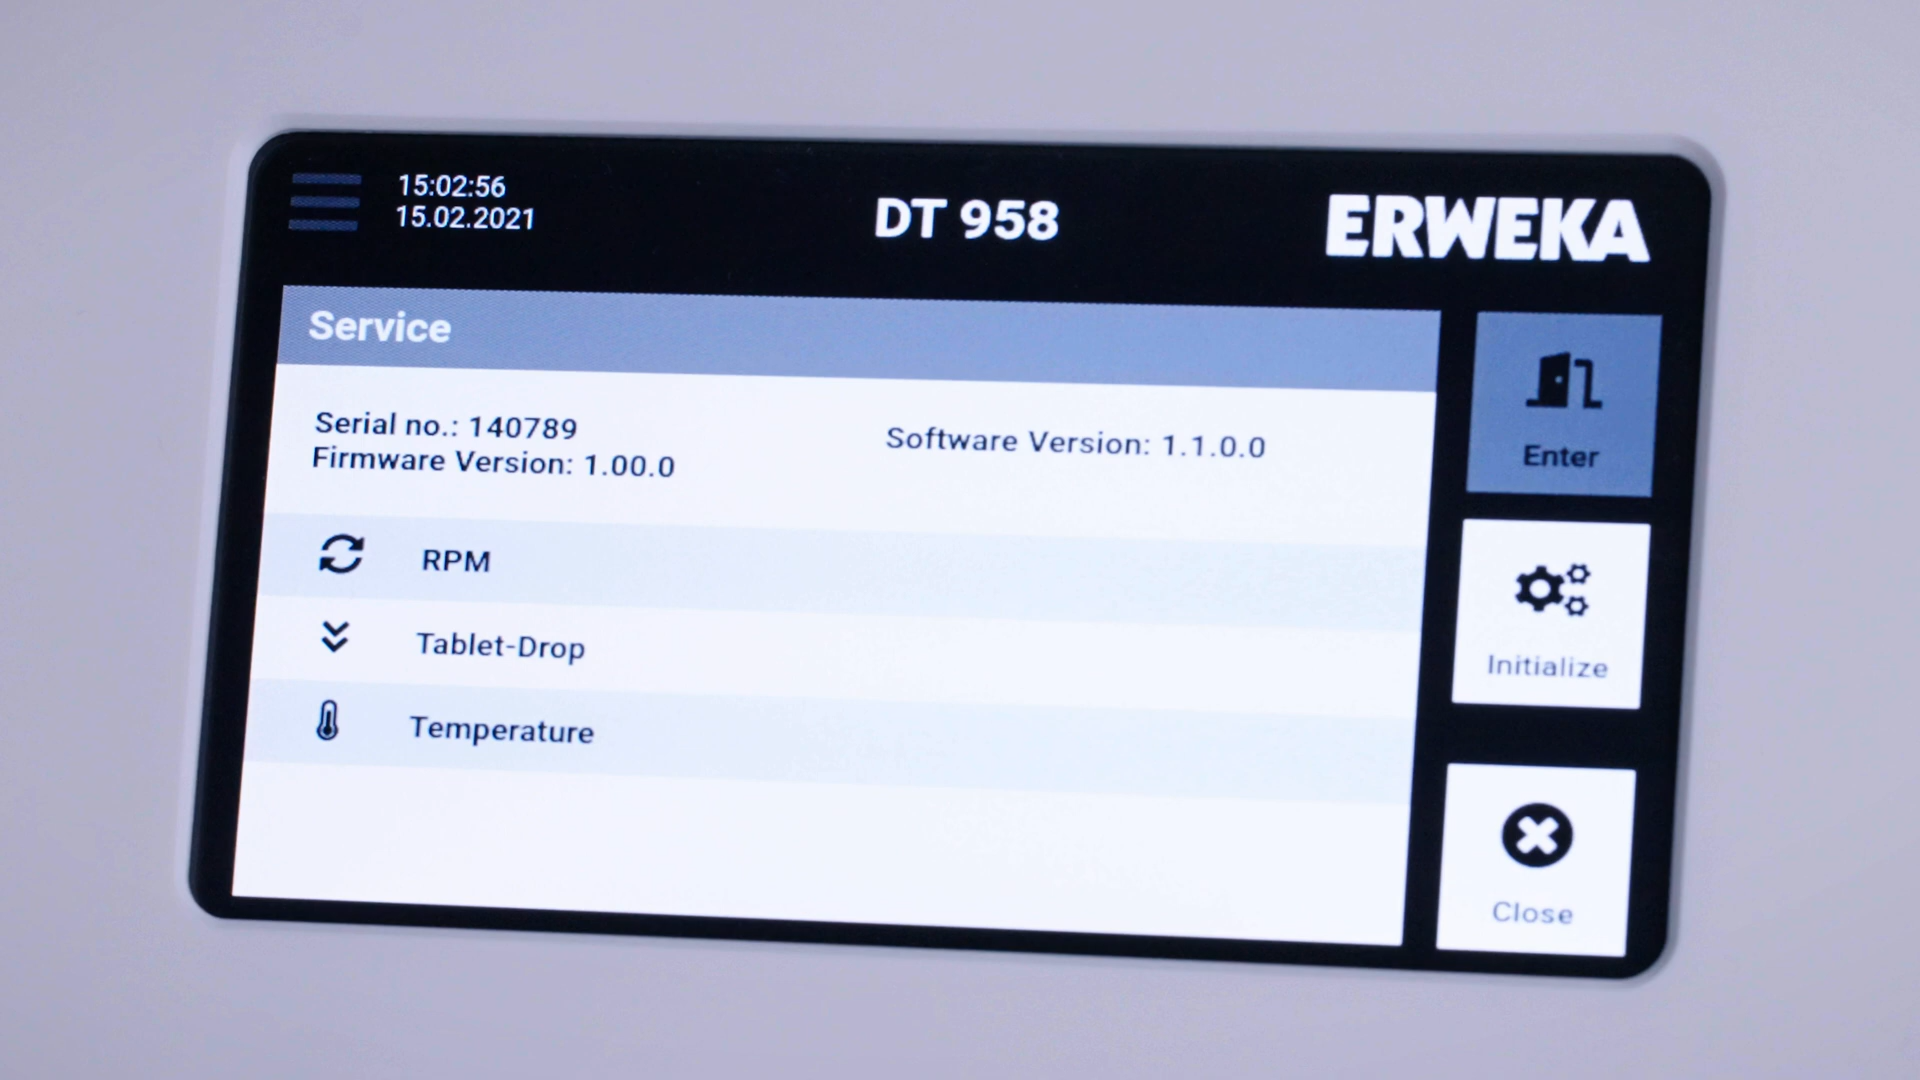 15:02:56
15.02.2021
DT 958
ERWEKA
Service
Serial no.: 140789
Firmware Version: 1.00.0
Software Version: 1.1.0.0
RPM
Tablet-Drop
Temperature
Enter
Initialize
Close